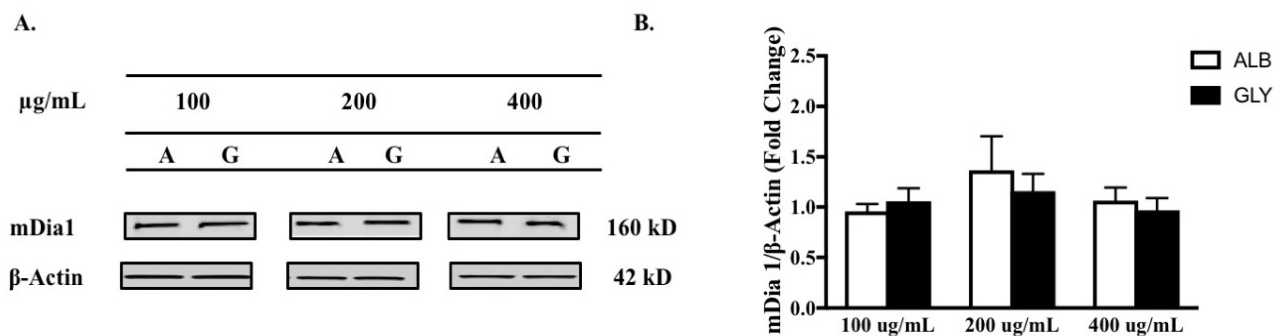 A.
µg/mL 100 200 400
A G A G A G
mDia1 160 kD
β-Actin 42 kD
B.
mDia 1/β-Actin (Fold Change)
2.5
2.0
1.5
1.0
0.5
0.0
100 ug/mL 200 ug/mL 400 ug/mL
ALB
GLY